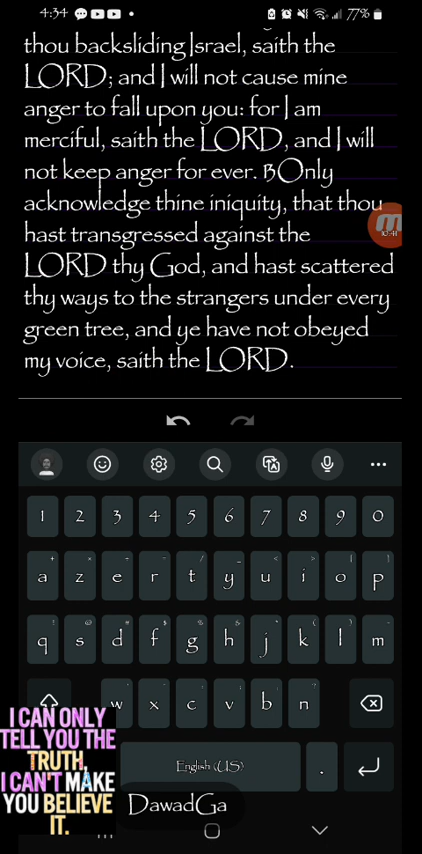 4:34 77%
thou backsliding Israel, saith the
LORD; and I will not cause mine
anger to fall upon you: for I am
merciful, saith the LORD, and I will
not keep anger for ever. BOnly
acknowledge thine iniquity, that thou
hast transgressed against the
LORD thy God, and hast scattered
thy ways to the strangers under every
green tree, and ye have not obeyed
my voice, saith the LORD.
1 2 3 4 5 6 7 8 9 0
a z e r t y u i o p
q s d f g h j k l m
w x c v b n
English (US) .
I CAN ONLY
TELL YOU THE
TRUTH,
I CAN'T MAKE
YOU BELIEVE
IT.
DawadGa